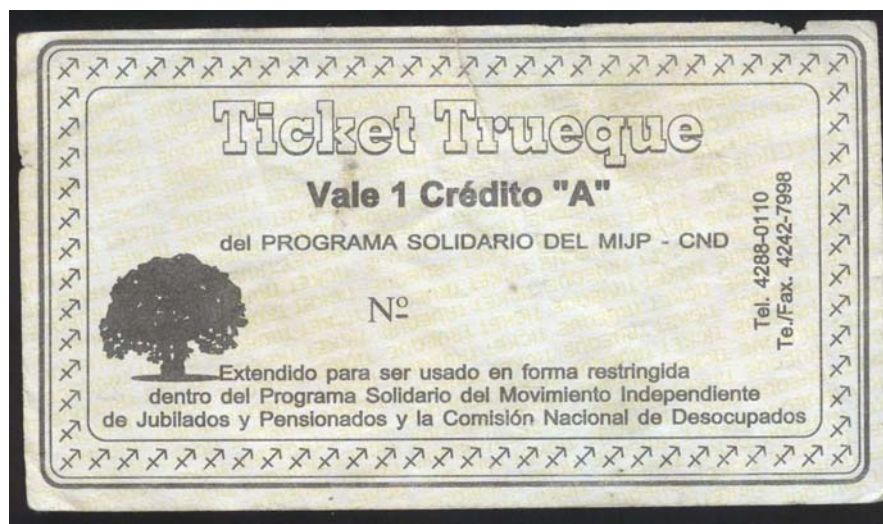 Ticket Trueque
Vale 1 Crédito "A"
del PROGRAMA SOLIDARIO DEL MIJP - CND
Nº
Extendido para ser usado en forma restringida
dentro del Programa Solidario del Movimiento Independiente
de Jubilados y Pensionados y la Comisión Nacional de Desocupados
Tel. 4288-0110
Te./Fax. 4242-7998